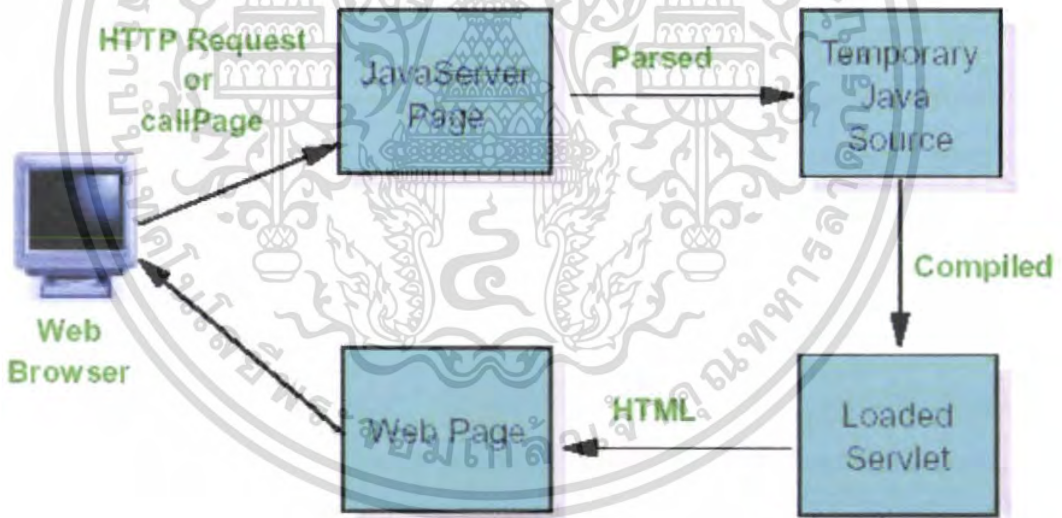 HTTP Request
or
callPage
JavaServer
Page
Parsed
Temporary
Java
Source
Compiled
Loaded
Servlet
HTML
Web Page
Web
Browser